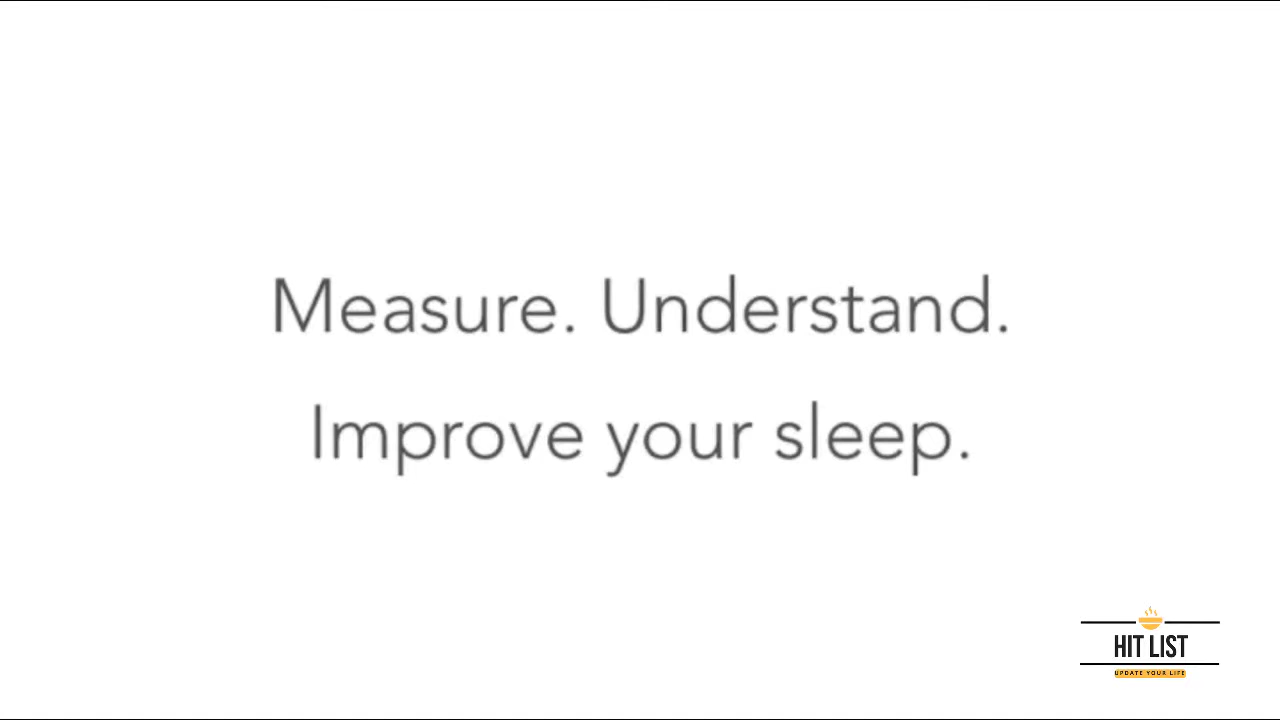 Measure. Understand.
Improve your sleep.
HIT LIST
UPDATE YOUR LIFE